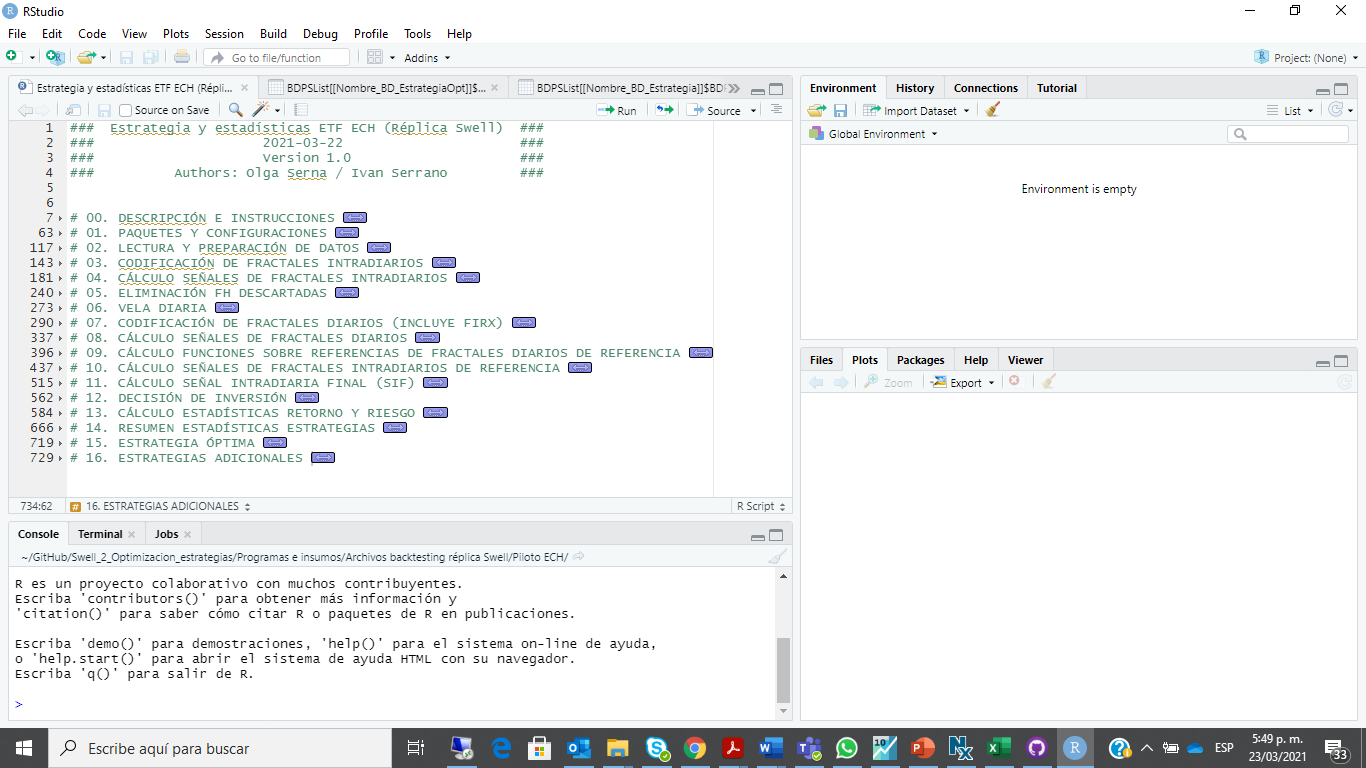 RStudio
File Edit Code View Plots Session Build Debug Profile Tools Help
Go to file/function Addins Project: (None)
Estrategia y estadísticas ETF ECH (Répli... BDPSList[[Nombre_BD_EstrategiaOpt]]$... BDPSList[[Nombre_BD_Estrategia]]$BD
Source on Save Run Source
1 ### Estrategia y estadísticas ETF ECH (Réplica Swell) ###
2 ### 2021-03-22 ###
3 ### Version 1.0 ###
4 ### Authors: Olga Serna / Ivan Serrano ###
5
6
7 # 00. DESCRIPCIÓN E INSTRUCCIONES
63 # 01. PAQUETES Y CONFIGURACIONES
117 # 02. LECTURA Y PREPARACIÓN DE DATOS
143 # 03. CODIFICACIÓN DE FRACTALES INTRADIARIOS
181 # 04. CÁLCULO SEÑALES DE FRACTALES INTRADIARIOS
240 # 05. ELIMINACIÓN FH DESCARTADAS
273 # 06. VELA DIARIA
290 # 07. CODIFICACIÓN DE FRACTALES DIARIOS (INCLUYE FIRX)
337 # 08. CÁLCULO SEÑALES DE FRACTALES DIARIOS
396 # 09. CÁLCULO FUNCIONES SOBRE REFERENCIAS DE FRACTALES DIARIOS DE REFERENCIA
437 # 10. CÁLCULO SEÑALES DE FRACTALES INTRADIARIOS DE REFERENCIA
515 # 11. CÁLCULO SEÑAL INTRADIARIA FINAL (SIF)
562 # 12. DECISIÓN DE INVERSIÓN
584 # 13. CÁLCULO ESTADÍSTICAS RETORNO Y RIESGO
666 # 14. RESUMEN ESTADÍSTICAS ESTRATEGIAS
719 # 15. ESTRATEGIA ÓPTIMA
729 # 16. ESTRATEGIAS ADICIONALES
734:62 # 16. ESTRATEGIAS ADICIONALES R Script
Console Terminal Jobs
~/GitHub/Swell_2_Optimizacion_estrategias/Programas e insumos/Archivos backtesting réplica Swell/Piloto ECH/
R es un proyecto colaborativo con muchos contribuyentes.
Escriba 'contributors()' para obtener más información y
'citation()' para saber cómo citar R o paquetes de R en publicaciones.
Escriba 'demo()' para demostraciones, 'help()' para el sistema on-line de ayuda,
o 'help.start()' para abrir el sistema de ayuda HTML con su navegador.
Escriba 'q()' para salir de R.
>
Environment History Connections Tutorial
Import Dataset List
Global Environment
Environment is empty
Files Plots Packages Help Viewer
Zoom Export
Escribe aquí para buscar
ESP
5:49 p. m.
23/03/2021
33